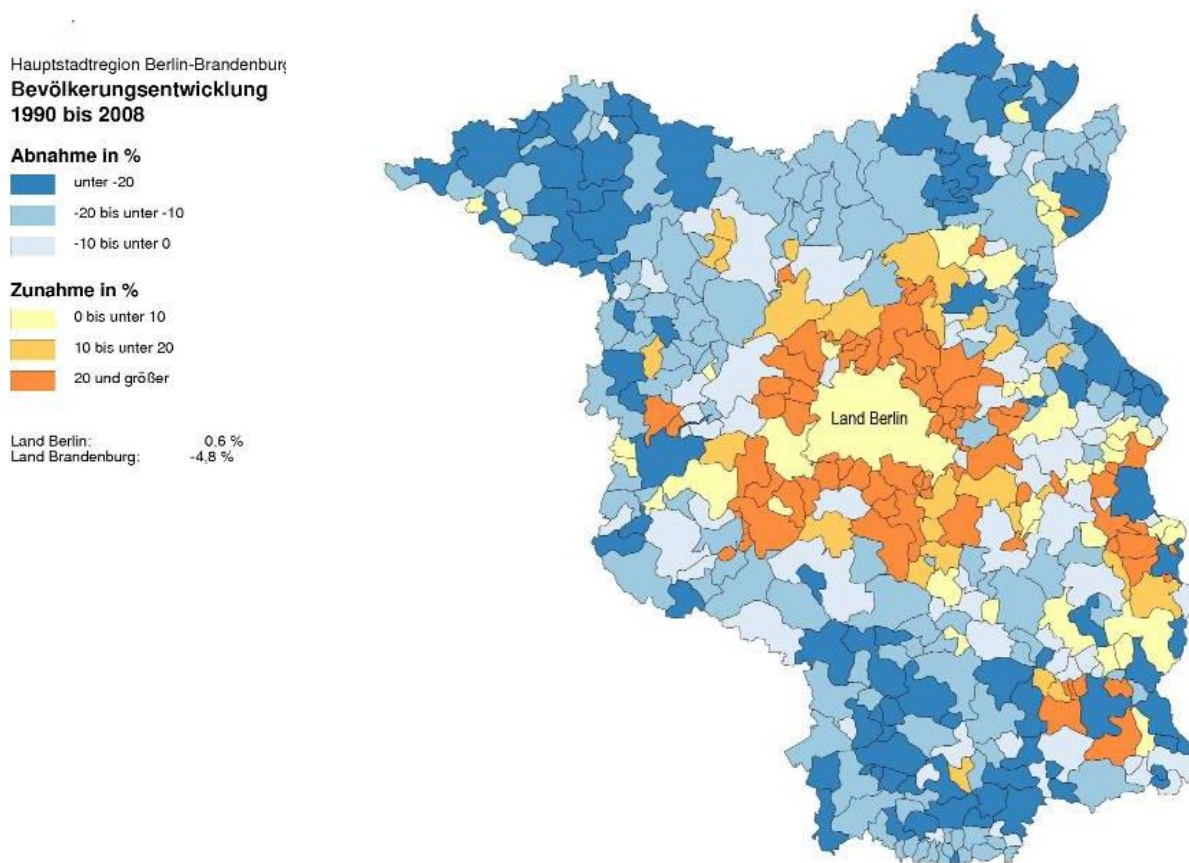 Hauptstadtregion Berlin-Brandenburg
Bevölkerungsentwicklung
1990 bis 2008
Abnahme in %
unter -20
-20 bis unter -10
-10 bis unter 0
Zunahme in %
0 bis unter 10
10 bis unter 20
20 und größer
Land Berlin: 0,6 %
Land Brandenburg: -4,8 %
Land Berlin